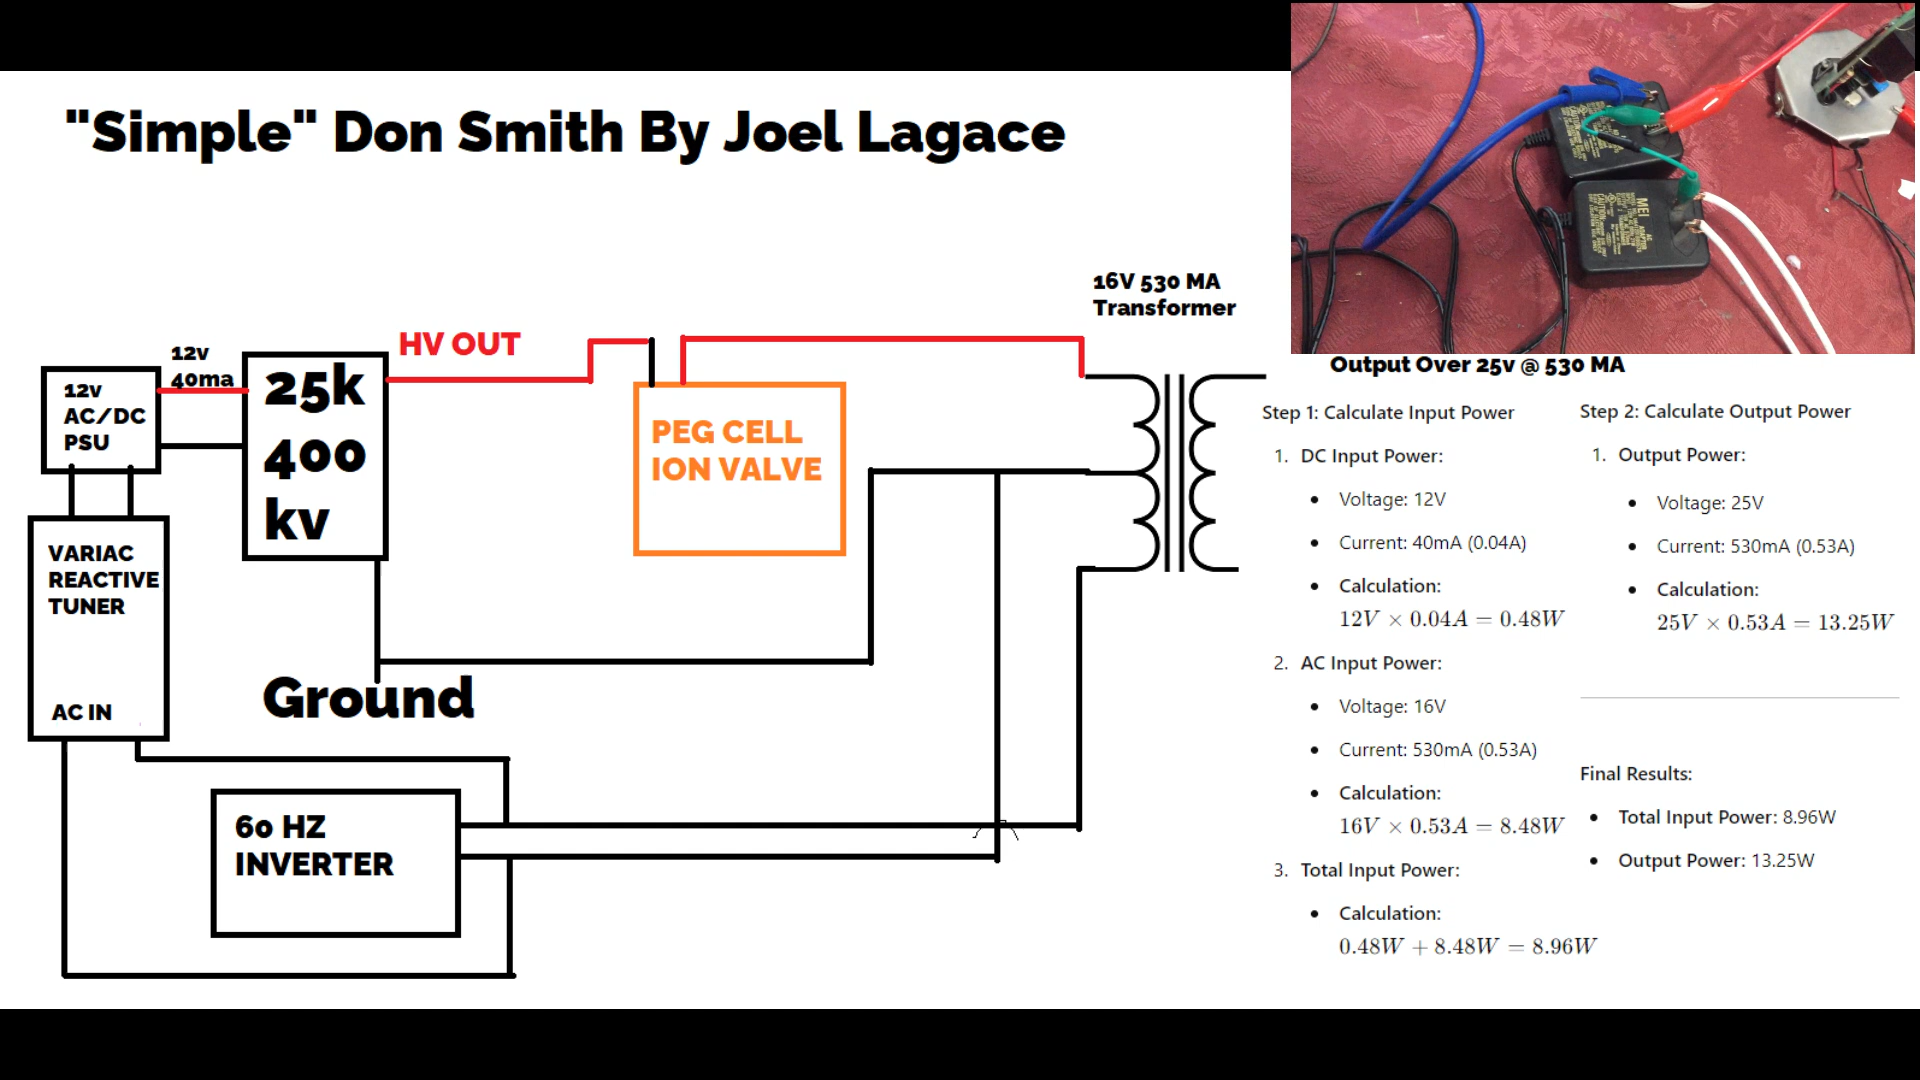 "Simple" Don Smith By Joel Lagace
16V 530 MA
Transformer
HV OUT
12v
40ma
12v
AC/DC
PSU
25k
400
kv
PEG CELL
ION VALVE
VARIAC
REACTIVE
TUNER
AC IN
Ground
60 HZ
INVERTER
MEI
AC
ADAPTER
Output Over 25v @ 530 MA
Step 1: Calculate Input Power
1. DC Input Power:
• Voltage: 12V
• Current: 40mA (0.04A)
• Calculation:
12V × 0.04A = 0.48W
2. AC Input Power:
• Voltage: 16V
• Current: 530mA (0.53A)
• Calculation:
16V × 0.53A = 8.48W
3. Total Input Power:
• Calculation:
0.48W + 8.48W = 8.96W
Step 2: Calculate Output Power
1. Output Power:
• Voltage: 25V
• Current: 530mA (0.53A)
• Calculation:
25V × 0.53A = 13.25W
Final Results:
• Total Input Power: 8.96W
• Output Power: 13.25W